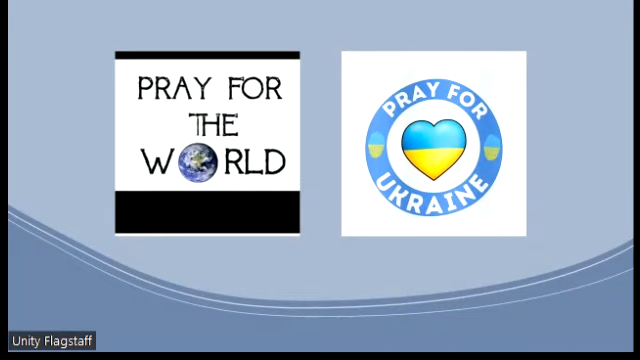 PRAY FOR
THE
WORLD
PRAY FOR
UKRAINE
Unity Flagstaff